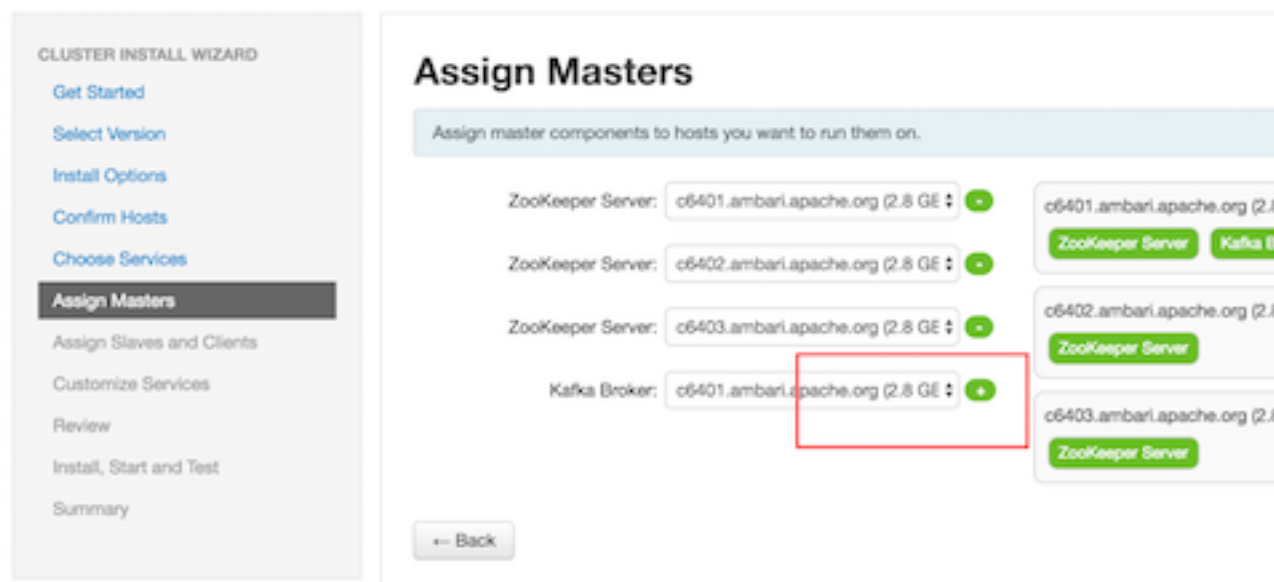 CLUSTER INSTALL WIZARD
Get Started
Select Version
Install Options
Confirm Hosts
Choose Services
Assign Masters
Assign Slaves and Clients
Customize Services
Review
Install, Start and Test
Summary
Assign Masters
Assign master components to hosts you want to run them on.
ZooKeeper Server: c6401.ambari.apache.org (2.8 GE -
ZooKeeper Server: c6402.ambari.apache.org (2.8 GE -
ZooKeeper Server: c6403.ambari.apache.org (2.8 GE -
Kafka Broker: c6401.ambari.apache.org (2.8 GE +
← Back
c6401.ambari.apache.org (2.8
ZooKeeper Server Kafka B
c6402.ambari.apache.org (2.8
ZooKeeper Server
c6403.ambari.apache.org (2.8
ZooKeeper Server